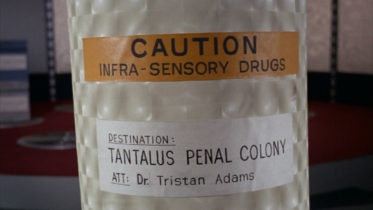 CAUTION
INFRA-SENSORY DRUGS
DESTINATION:
TANTALUS PENAL COLONY
ATT: Dr. Tristan Adams